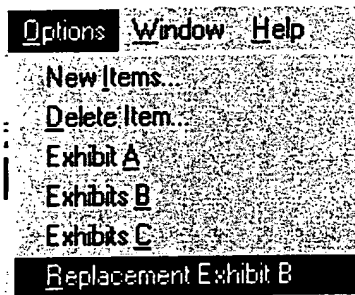 Options Window Help
New Items...
Delete Item...
Exhibit A
Exhibits B
Exhibits C
Replacement Exhibit B